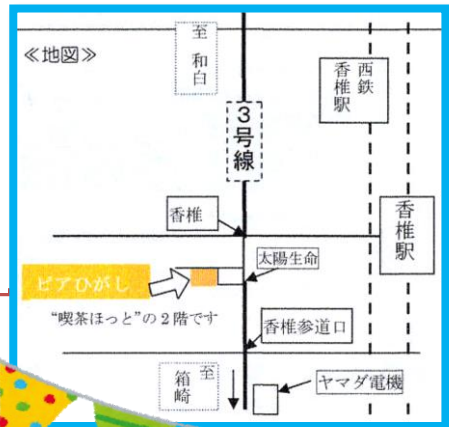 ≪地図≫
至 和白
西鉄
香椎駅
3号線
香椎
香椎駅
太陽生命
ピアひがし
“喫茶ほっと”の2階です
香椎参道口
至
箱崎
ヤマダ電機